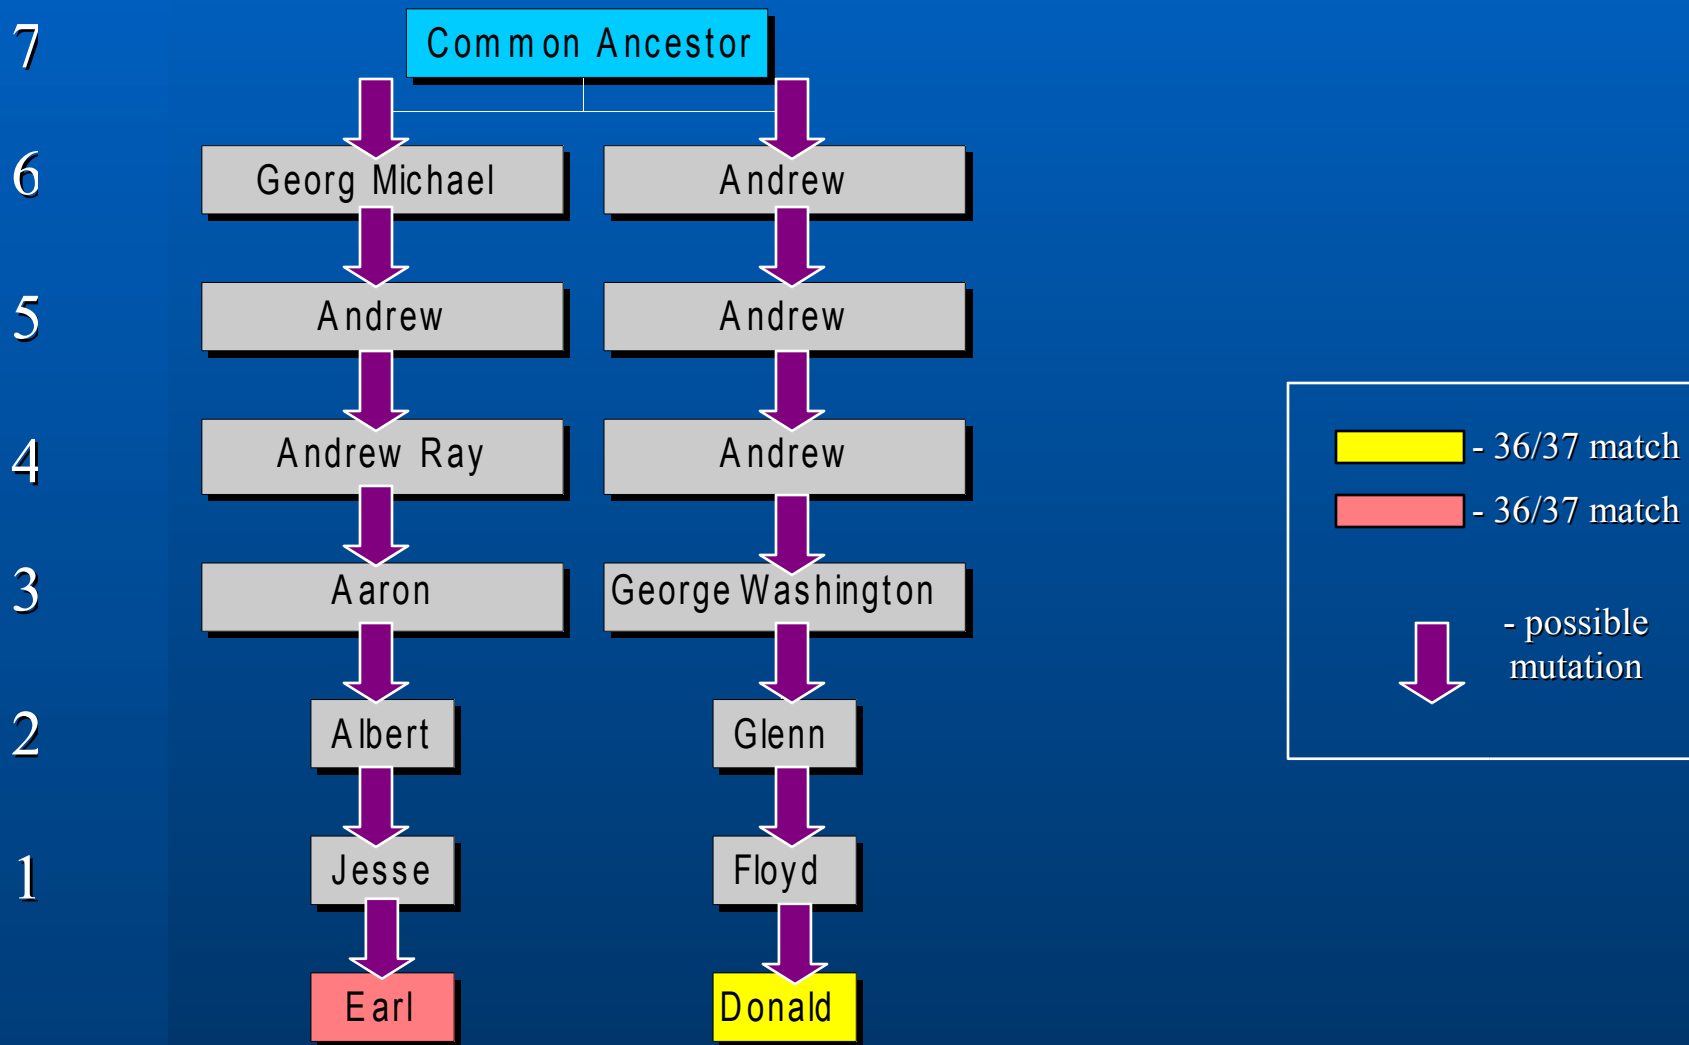 7
Common Ancestor
6
Georg Michael
Andrew
5
Andrew
Andrew
4
Andrew Ray
Andrew
3
Aaron
George Washington
2
Albert
Glenn
1
Jesse
Floyd
Earl
Donald
- 36/37 match
- 36/37 match
- possible
mutation